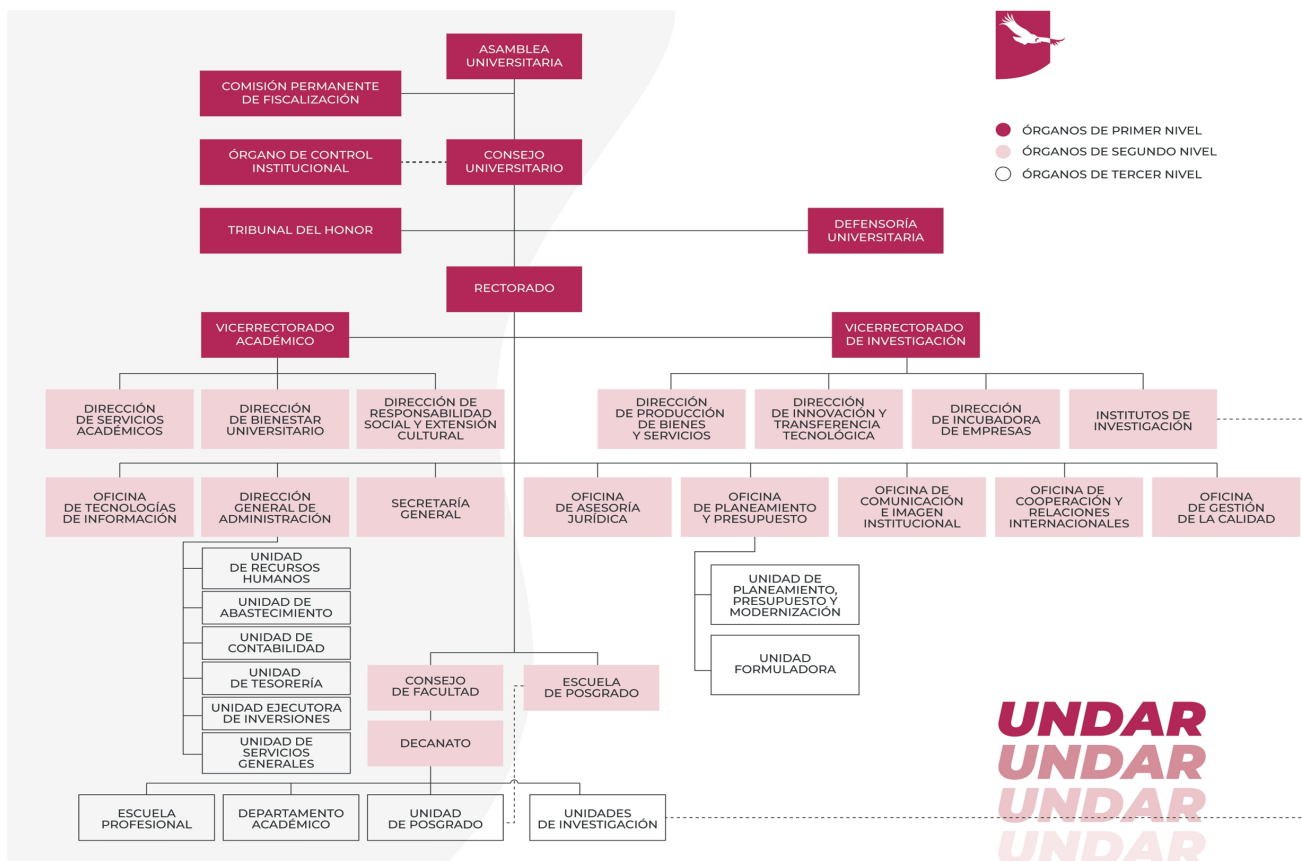 ASAMBLEA
UNIVERSITARIA
COMISIÓN PERMANENTE
DE FISCALIZACIÓN
ÓRGANOS DE PRIMER NIVEL
ÓRGANOS DE SEGUNDO NIVEL
ÓRGANOS DE TERCER NIVEL
ÓRGANO DE CONTROL
INSTITUCIONAL
CONSEJO
UNIVERSITARIO
TRIBUNAL DEL HONOR
DEFENSORÍA
UNIVERSITARIA
RECTORADO
VICERRECTORADO
ACADÉMICO
VICERRECTORADO
DE INVESTIGACIÓN
DIRECCIÓN
DE SERVICIOS
ACADÉMICOS
DIRECCIÓN
DE BIENESTAR
UNIVERSITARIO
DIRECCIÓN DE
RESPONSABILIDAD
SOCIAL Y EXTENSIÓN
CULTURAL
DIRECCIÓN
DE PRODUCCIÓN
DE BIENES
Y SERVICIOS
DIRECCIÓN
DE INNOVACIÓN Y
TRANSFERENCIA
TECNOLÓGICA
DIRECCIÓN
DE INCUBADORA
DE EMPRESAS
INSTITUTOS DE
INVESTIGACIÓN
OFICINA
DE TECNOLOGÍAS
DE INFORMACIÓN
DIRECCIÓN
GENERAL DE
ADMINISTRACIÓN
SECRETARÍA
GENERAL
OFICINA
DE ASESORÍA
JURÍDICA
OFICINA
DE PLANEAMIENTO
Y PRESUPUESTO
OFICINA DE
COMUNICACIÓN
E IMAGEN
INSTITUCIONAL
OFICINA DE
COOPERACIÓN Y
RELACIONES
INTERNACIONALES
OFICINA
DE GESTIÓN
DE LA CALIDAD
UNIDAD
DE RECURSOS
HUMANOS
UNIDAD DE
ABASTECIMIENTO
UNIDAD DE
CONTABILIDAD
UNIDAD
DE TESORERÍA
UNIDAD EJECUTORA
DE INVERSIONES
UNIDAD DE
SERVICIOS
GENERALES
UNIDAD DE
PLANEAMIENTO,
PRESUPUESTO Y
MODERNIZACIÓN
UNIDAD
FORMULADORA
CONSEJO
DE FACULTAD
ESCUELA
DE POSGRADO
DECANATO
ESCUELA
PROFESIONAL
DEPARTAMENTO
ACADÉMICO
UNIDAD
DE POSGRADO
UNIDADES
DE INVESTIGACIÓN
UNDAR
UNDAR
UNDAR
UNDAR